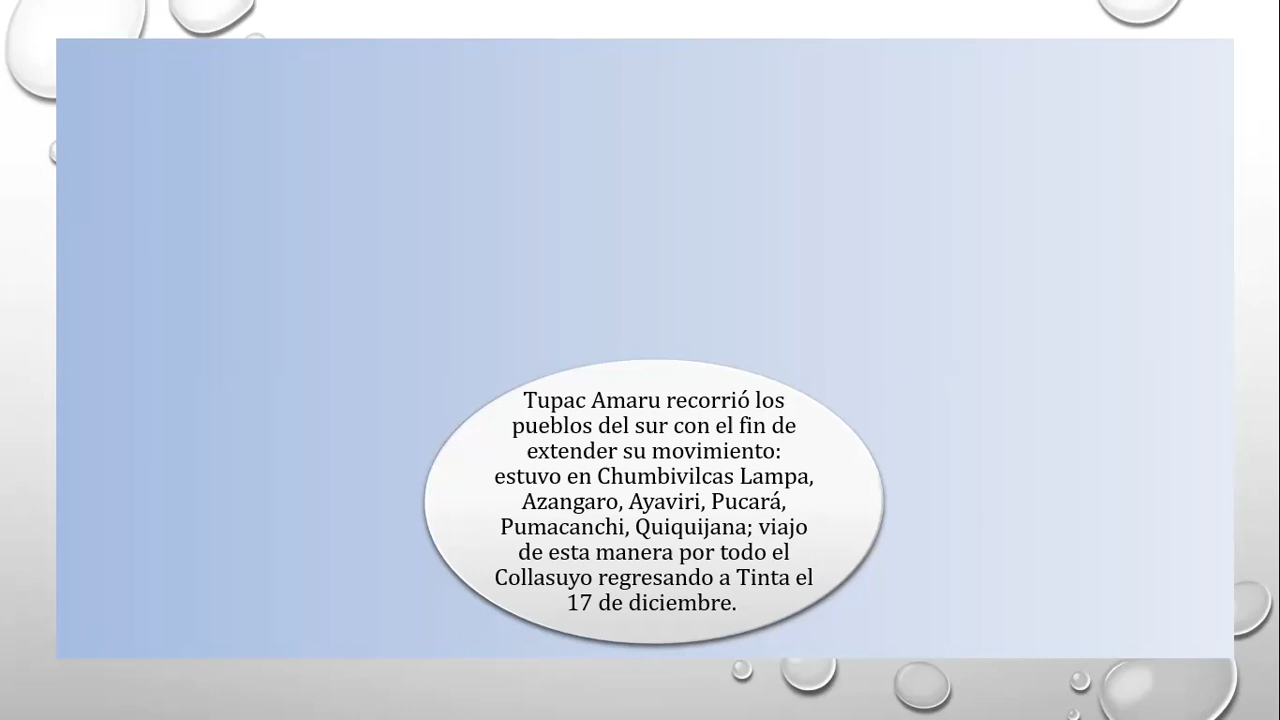 Tupac Amaru recorrió los
pueblos del sur con el fin de
extender su movimiento:
estuvo en Chumbivilcas Lampa,
Azangaro, Ayaviri, Pucará,
Pumacanchi, Quiquijana; viajo
de esta manera por todo el
Collasuyo regresando a Tinta el
17 de diciembre.